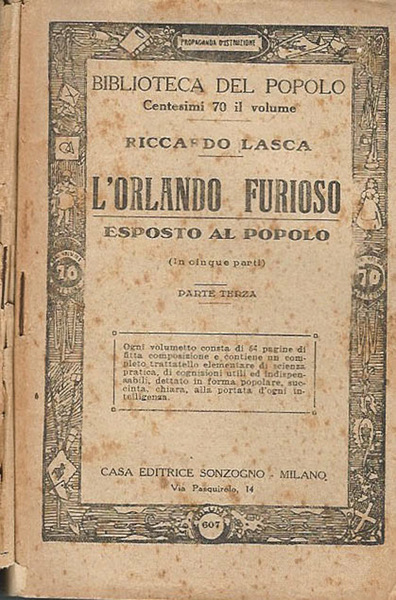 PROPAGANDA D'ISTRUZIONE
BIBLIOTECA DEL POPOLO
Centesimi 70 il volume
RICCARDO LASCA
L'ORLANDO FURIOSO
ESPOSTO AL POPOLO
(in cinque parti)
PARTE TERZA
70
70
Ogni volumetto consta di 64 pagine di
fitta composizione e contiene un com-
pleto trattatello elementare di scienza
pratica, di cognizioni utili ed indispen-
sabili, dettato in forma popolare, suc-
cinta, chiara, alla portata d'ogni in-
telligenza.
CASA EDITRICE SONZOGNO - MILANO
Via Pasquirolo, 14
VOLUME
607